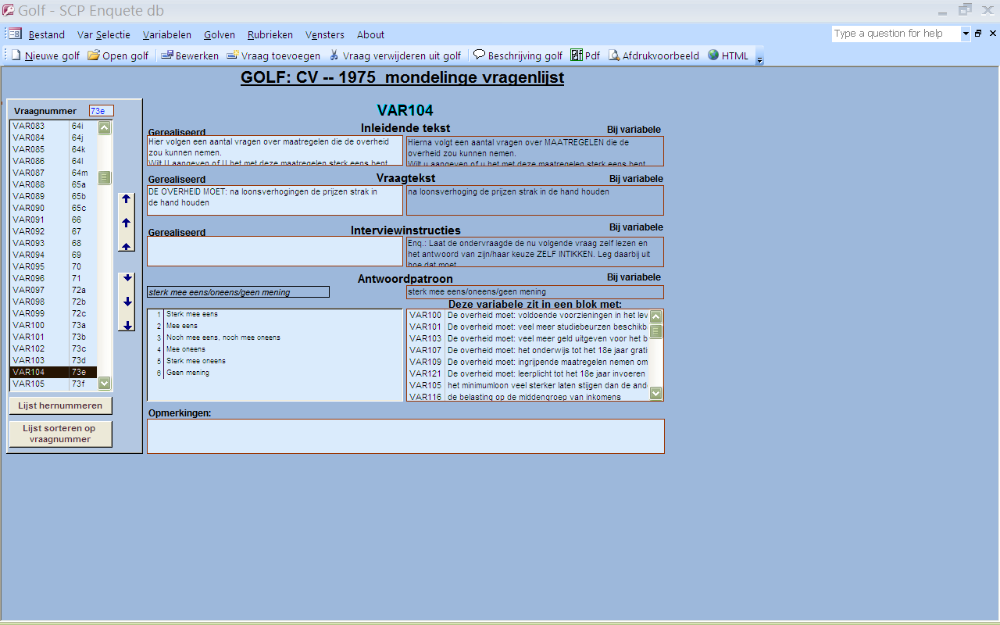 Golf - SCP Enquete db
Bestand Var Selectie Variabelen Golven Rubrieken Vensters About Type a question for help
Nieuwe golf Open golf Bewerken Vraag toevoegen Vraag verwijderen uit golf Beschrijving golf Pdf Afdrukvoorbeeld HTML
GOLF: CV -- 1975 mondelinge vragenlijst
Vraagnummer 73e
VAR083 64i
VAR084 64j
VAR085 64k
VAR086 64l
VAR087 64m
VAR088 65a
VAR089 65b
VAR090 65c
VAR091 66
VAR092 67
VAR093 68
VAR094 69
VAR095 70
VAR096 71
VAR097 72a
VAR098 72b
VAR099 72c
VAR100 73a
VAR101 73b
VAR102 73c
VAR103 73d
VAR104 73e
VAR105 73f
Lijst hernummeren
Lijst sorteren op
vraagnummer
VAR104
Gerealiseerd Inleidende tekst Bij variabele
Hier volgen een aantal vragen over maatregelen die de overheid
zou kunnen nemen.
Wilt U aangeven of U het met deze maatregelen sterk eens bent
Hierna volgt een aantal vragen over MAATREGELEN die de
overheid zou kunnen nemen.
Wilt u aangeven of u het met deze maatregelen sterk eens bent
Gerealiseerd Vraagtekst Bij variabele
DE OVERHEID MOET: na loonsverhogingen de prijzen strak in
de hand houden
na loonsverhoging de prijzen strak in de hand houden
Gerealiseerd Interviewinstructies Bij variabele
Enq.: Laat de ondervraagde de nu volgende vraag zelf lezen en
het antwoord van zijn/haar keuze ZELF INTIKKEN. Leg daarbij uit
hoe dat moet
Antwoordpatroon Bij variabele
sterk mee eens/oneens/geen mening
sterk mee eens/oneens/geen mening
1 Sterk mee eens
2 Mee eens
3 Noch mee eens, noch mee oneens
4 Mee oneens
5 Sterk mee oneens
6 Geen mening
Deze variabele zit in een blok met:
VAR100 De overheid moet: voldoende voorzieningen in het lev
VAR101 De overheid moet: veel meer studiebeurzen beschikb
VAR103 De overheid moet: veel meer geld uitgeven voor het b
VAR107 De overheid moet: het onderwijs tot het 18e jaar grati
VAR109 De overheid moet: ingrijpende maatregelen nemen om
VAR121 De overheid moet: leerplicht tot het 18e jaar invoeren
VAR105 het minimumloon veel sterker laten stijgen dan de and
VAR116 de belasting op de middengroep van inkomens
Opmerkingen: